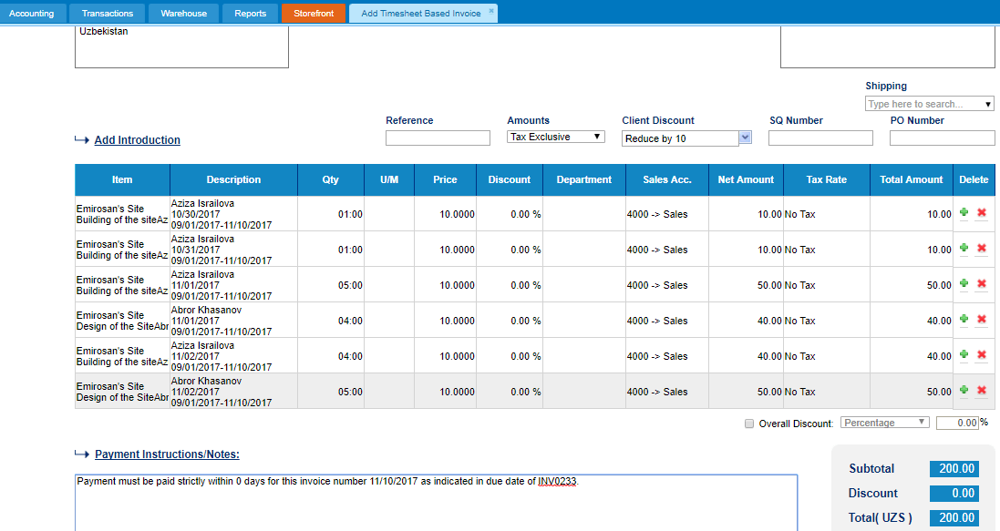 Accounting Transactions Warehouse Reports Storefront Add Timesheet Based Invoice
Uzbekistan
Shipping
Type here to search...
Reference Amounts Client Discount SQ Number PO Number
Add Introduction Tax Exclusive Reduce by 10
Item Description Qty U/M Price Discount Department Sales Acc. Net Amount Tax Rate Total Amount Delete
Emirosan's Site
Building of the siteAz
Aziza Israilova
10/30/2017
09/01/2017-11/10/2017
01:00 10.0000 0.00 % 4000 -> Sales 10.00 No Tax 10.00
Emirosan's Site
Building of the siteAz
Aziza Israilova
10/31/2017
09/01/2017-11/10/2017
01:00 10.0000 0.00 % 4000 -> Sales 10.00 No Tax 10.00
Emirosan's Site
Building of the siteAz
Aziza Israilova
11/01/2017
09/01/2017-11/10/2017
05:00 10.0000 0.00 % 4000 -> Sales 50.00 No Tax 50.00
Emirosan's Site
Design of the SiteAbr
Abror Khasanov
11/01/2017
09/01/2017-11/10/2017
04:00 10.0000 0.00 % 4000 -> Sales 40.00 No Tax 40.00
Emirosan's Site
Building of the siteAz
Aziza Israilova
11/02/2017
09/01/2017-11/10/2017
04:00 10.0000 0.00 % 4000 -> Sales 40.00 No Tax 40.00
Emirosan's Site
Design of the SiteAbr
Abror Khasanov
11/02/2017
09/01/2017-11/10/2017
05:00 10.0000 0.00 % 4000 -> Sales 50.00 No Tax 50.00
Overall Discount: Percentage 0.00 %
Payment Instructions/Notes:
Payment must be paid strictly within 0 days for this invoice number 11/10/2017 as indicated in due date of INV0233.
Subtotal 200.00
Discount 0.00
Total( UZS ) 200.00